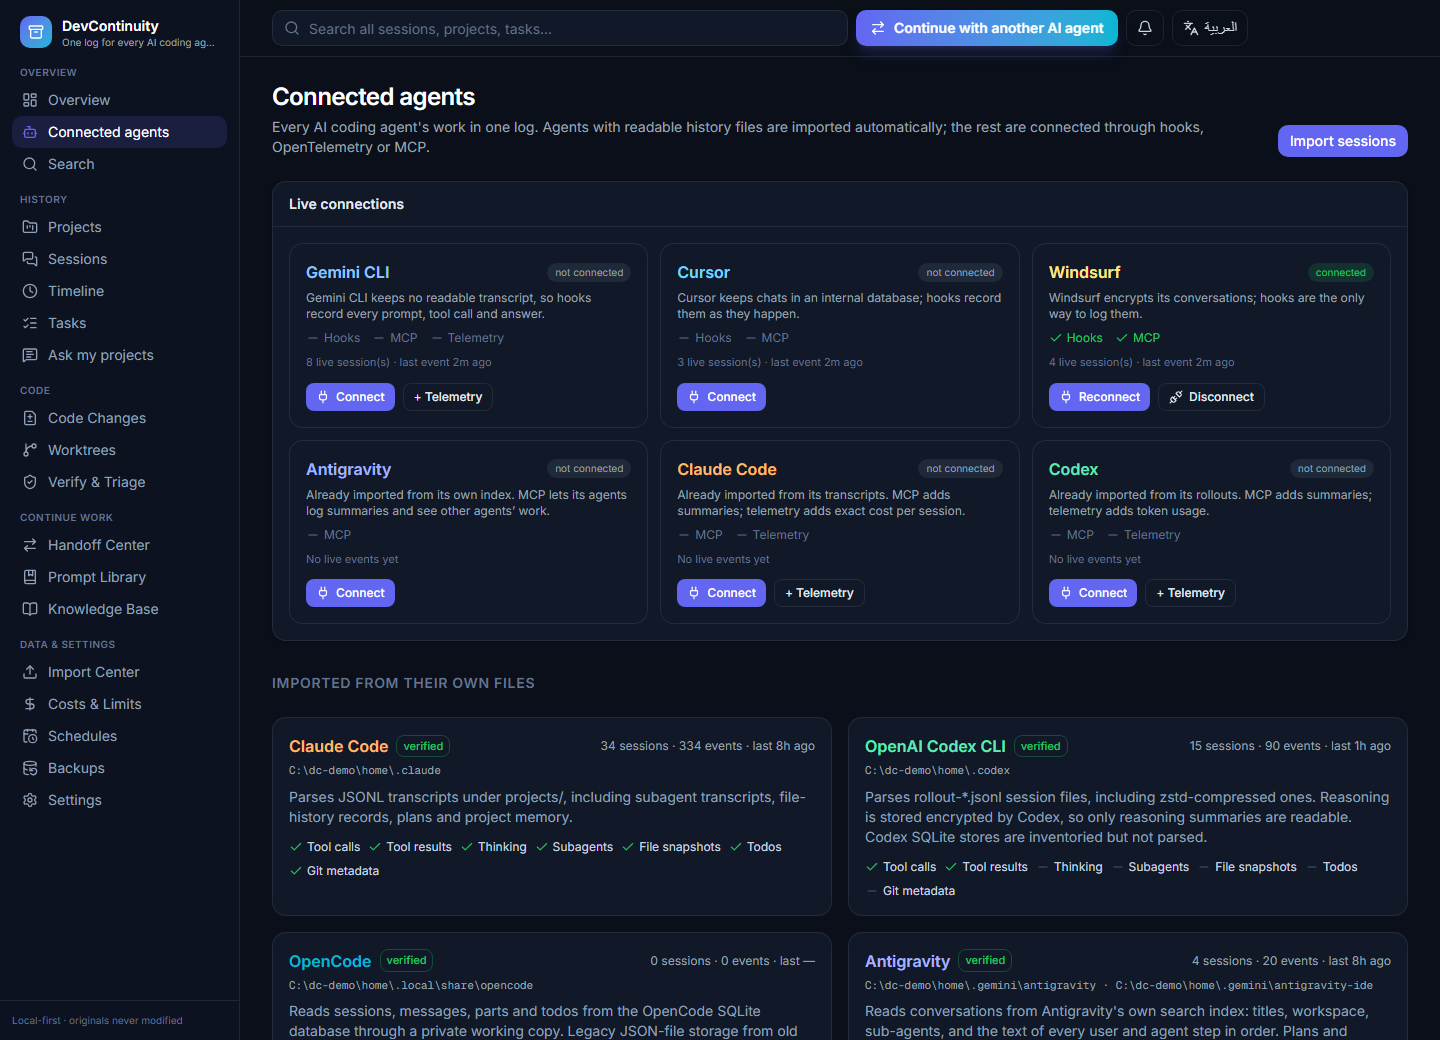 DevContinuity
One log for every AI coding ag...
OVERVIEW
Overview
Connected agents
Search
HISTORY
Projects
Sessions
Timeline
Tasks
Ask my projects
CODE
Code Changes
Worktrees
Verify & Triage
CONTINUE WORK
Handoff Center
Prompt Library
Knowledge Base
DATA & SETTINGS
Import Center
Costs & Limits
Schedules
Backups
Settings
Local-first · originals never modified
Search all sessions, projects, tasks...
Continue with another AI agent
العربية
Connected agents
Every AI coding agent's work in one log. Agents with readable history files are imported automatically; the rest are connected through hooks,
OpenTelemetry or MCP.
Import sessions
Live connections
Gemini CLI
not connected
Gemini CLI keeps no readable transcript, so hooks
record every prompt, tool call and answer.
— Hooks — MCP — Telemetry
8 live session(s) · last event 2m ago
Connect
+ Telemetry
Cursor
not connected
Cursor keeps chats in an internal database; hooks record
them as they happen.
— Hooks — MCP
3 live session(s) · last event 2m ago
Connect
Windsurf
connected
Windsurf encrypts its conversations; hooks are the only
way to log them.
✓ Hooks ✓ MCP
4 live session(s) · last event 2m ago
Reconnect
Disconnect
Antigravity
not connected
Already imported from its own index. MCP lets its agents
log summaries and see other agents’ work.
— MCP
No live events yet
Connect
Claude Code
not connected
Already imported from its transcripts. MCP adds
summaries; telemetry adds exact cost per session.
— MCP — Telemetry
No live events yet
Connect
+ Telemetry
Codex
not connected
Already imported from its rollouts. MCP adds summaries;
telemetry adds token usage.
— MCP — Telemetry
No live events yet
Connect
+ Telemetry
IMPORTED FROM THEIR OWN FILES
Claude Code
verified
34 sessions · 334 events · last 8h ago
C:\dc-demo\home\.claude
Parses JSONL transcripts under projects/, including subagent transcripts, file-
history records, plans and project memory.
✓ Tool calls ✓ Tool results ✓ Thinking ✓ Subagents ✓ File snapshots ✓ Todos
✓ Git metadata
OpenAI Codex CLI
verified
15 sessions · 90 events · last 1h ago
C:\dc-demo\home\.codex
Parses rollout-*.jsonl session files, including zstd-compressed ones. Reasoning
is stored encrypted by Codex, so only reasoning summaries are readable.
Codex SQLite stores are inventoried but not parsed.
✓ Tool calls ✓ Tool results — Thinking — Subagents — File snapshots — Todos
— Git metadata
OpenCode
verified
0 sessions · 0 events · last —
C:\dc-demo\home\.local\share\opencode
Reads sessions, messages, parts and todos from the OpenCode SQLite
database through a private working copy. Legacy JSON-file storage from old
Antigravity
verified
4 sessions · 20 events · last 8h ago
C:\dc-demo\home\.gemini\antigravity · C:\dc-demo\home\.gemini\antigravity-ide
Reads conversations from Antigravity's own search index: titles, workspace,
sub-agents, and the text of every user and agent step in order. Plans and